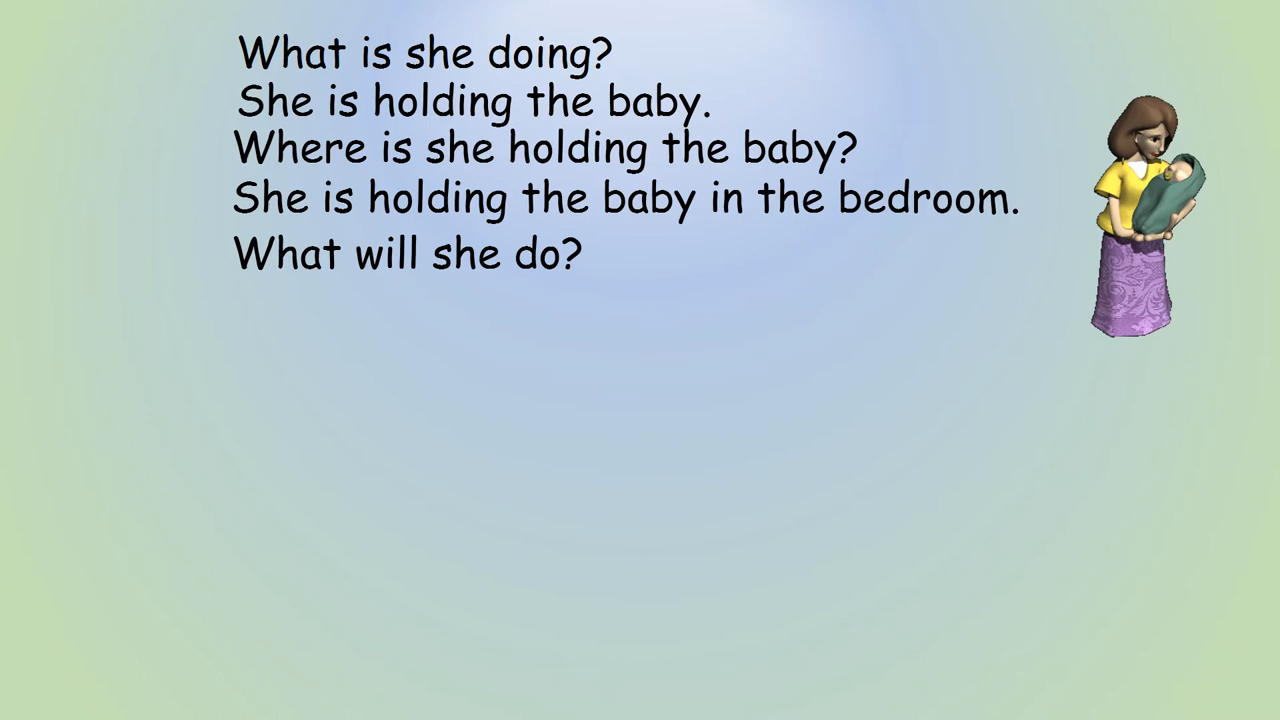 What is she doing?
She is holding the baby.
Where is she holding the baby?
She is holding the baby in the bedroom.
What will she do?